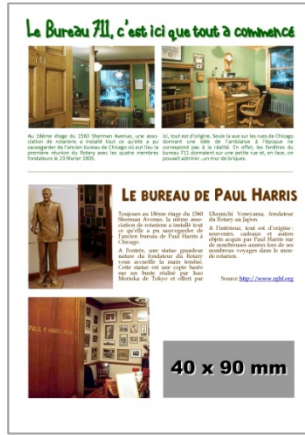 Le Bureau 711, c'est ici que tout a commencé
Au 18ème étage du 1560 Sherman Avenue, une asso-
ciation de rotariens a installé tout ce qu'elle a pu
sauvegarder de l'ancien bureau de Chicago où eut lieu la
première réunion du Rotary avec les quatre membres
fondateurs le 23 février 1905.
Ici, tout est d'origine. Seule la vue sur les rues de Chicago
donnant une idée de l'ambiance à l'époque ne
correspond pas à la réalité. En effet, les fenêtres du
bureau 711 donnaient sur une petite rue et, en face, on
pouvait admirer...un mur de briques.
LE BUREAU DE PAUL HARRIS
Toujours au 18ème étage du 1560
Sherman Avenue, la même asso-
ciation de rotariens a installé tout
ce qu'elle a pu sauvegarder de
l'ancien bureau de Paul Harris à
Chicago.
A l'entrée, une statue grandeur
nature du fondateur du Rotary
vous accueille la main tendue.
Cette statue est une copie basée
sur un buste réalisé par
Morioka de Tokyo et offert par
Yoneyama, fondateur
du Rotary au Japon.
A l'intérieur, tout est d'origine :
souvenirs, cadeaux et autres
objets acquis par Paul Harris sur
de nombreuses années lors de ses
nombreux voyages dans le mon-
de rotarien.
Source http://www.rghf.org
PAUL P. HARRIS
40 x 90 mm